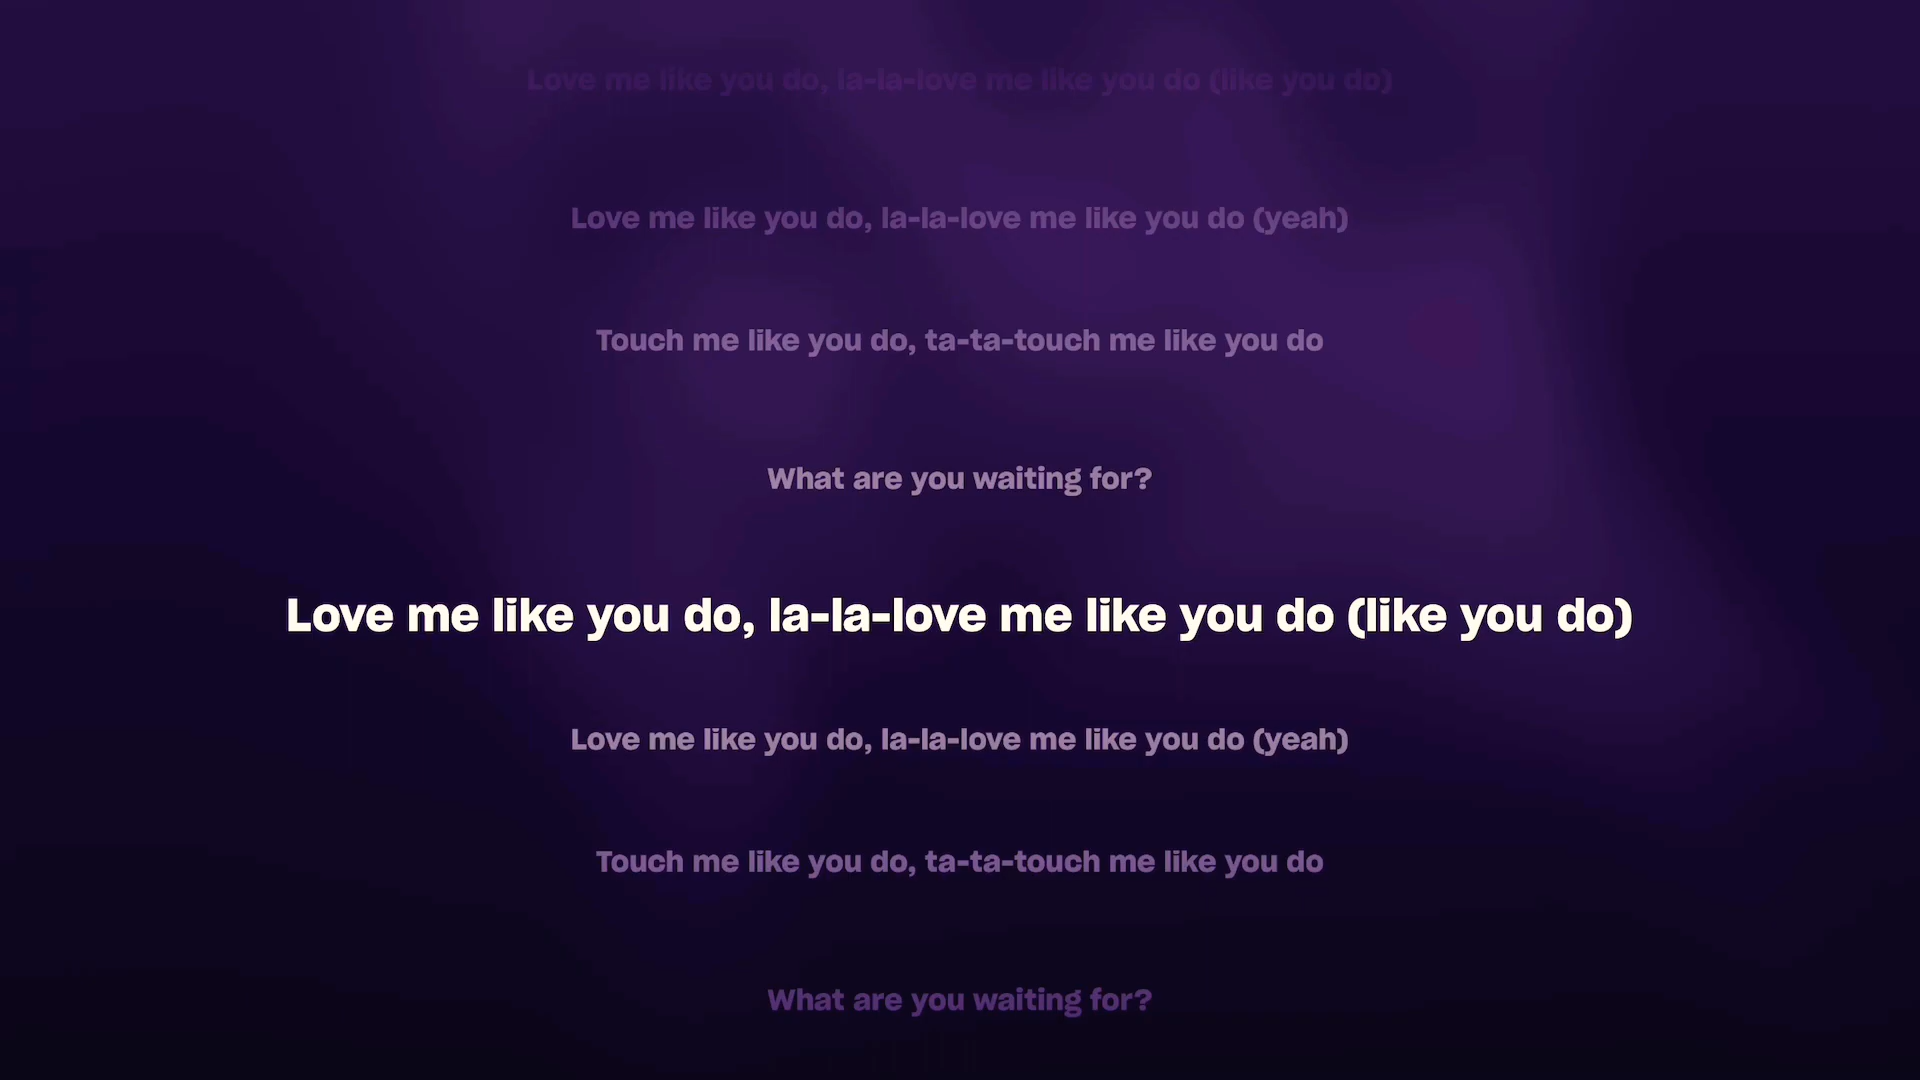 Love me like you do, la-la-love me like you do (like you do)
Love me like you do, la-la-love me like you do (yeah)
Touch me like you do, ta-ta-touch me like you do
What are you waiting for?
Love me like you do, la-la-love me like you do (like you do)
Love me like you do, la-la-love me like you do (yeah)
Touch me like you do, ta-ta-touch me like you do
What are you waiting for?